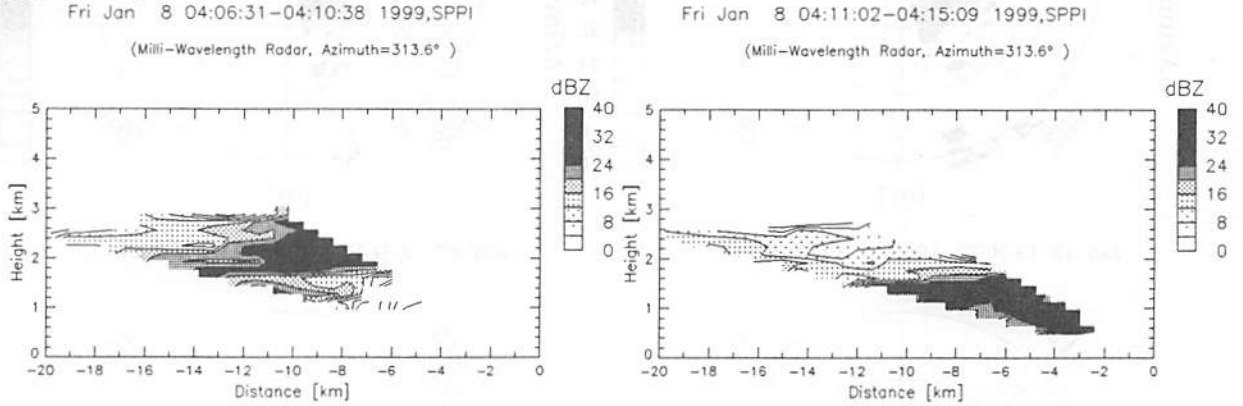 Fri Jan 8 04:06:31-04:10:38 1999,SPPI
(Milli-Wavelength Radar, Azimuth=313.6° )
dBZ
40
32
24
16
8
0
5
4
3
2
1
0
Height [km]
-20 -18 -16 -14 -12 -10 -8 -6 -4 -2 0
Distance [km]
Fri Jan 8 04:11:02-04:15:09 1999,SPPI
(Milli-Wavelength Radar, Azimuth=313.6° )
dBZ
40
32
24
16
8
0
5
4
3
2
1
0
Height [km]
-20 -18 -16 -14 -12 -10 -8 -6 -4 -2 0
Distance [km]